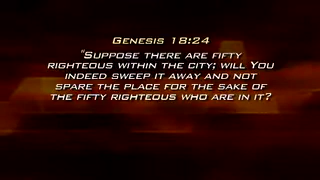 Genesis 18:24
"Suppose there are fifty
righteous within the city; will You
indeed sweep it away and not
spare the place for the sake of
the fifty righteous who are in it?